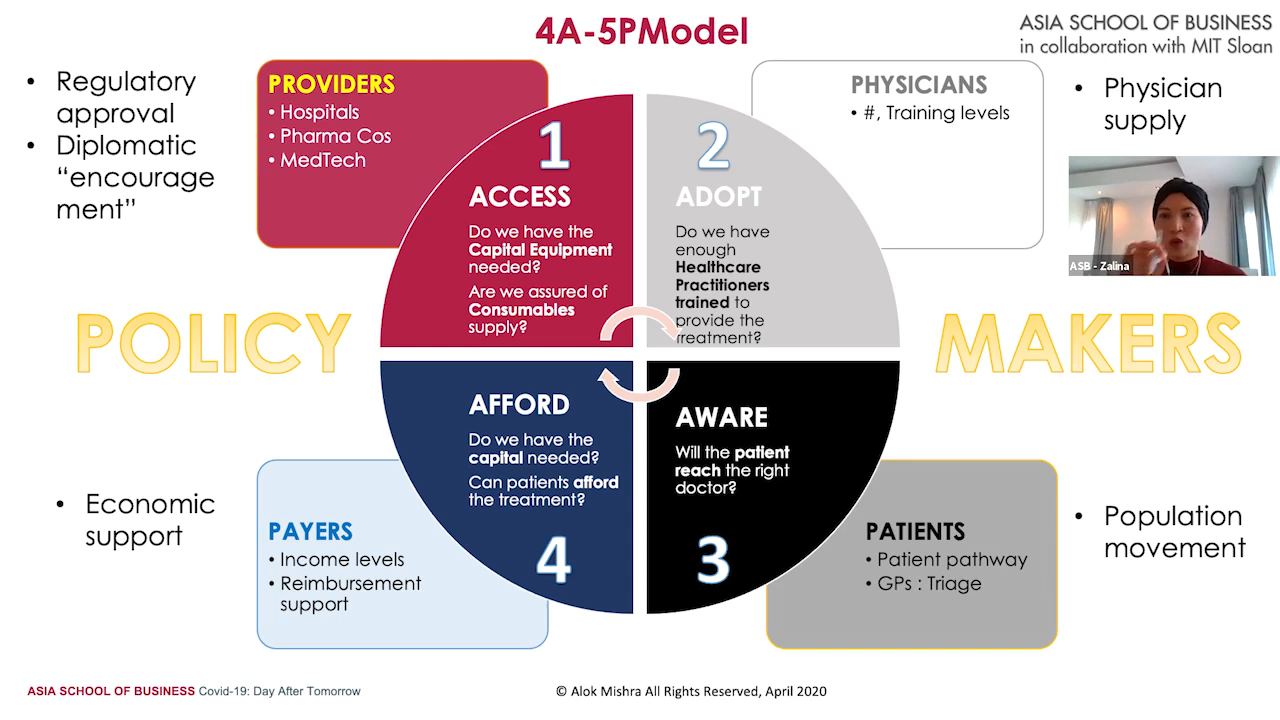 4A-5PModel
ASIA SCHOOL OF BUSINESS
in collaboration with MIT Sloan
• Regulatory
approval
• Diplomatic
“encourage
ment”
PROVIDERS
• Hospitals
• Pharma Cos
• MedTech
1
ACCESS
Do we have the
Capital Equipment
needed?
Are we assured of
Consumables
supply?
2
ADOPT
Do we have
enough
Healthcare
Practitioners
trained to
provide the
treatment?
PHYSICIANS
• #, Training levels
• Physician
supply
ASB - Zalina
POLICY
MAKERS
AFFORD
Do we have the
capital needed?
Can patients afford
the treatment?
4
AWARE
Will the patient
reach the right
doctor?
3
• Economic
support
PAYERS
• Income levels
• Reimbursement
support
PATIENTS
• Patient pathway
• GPs : Triage
• Population
movement
ASIA SCHOOL OF BUSINESS Covid-19: Day After Tomorrow
© Alok Mishra All Rights Reserved, April 2020